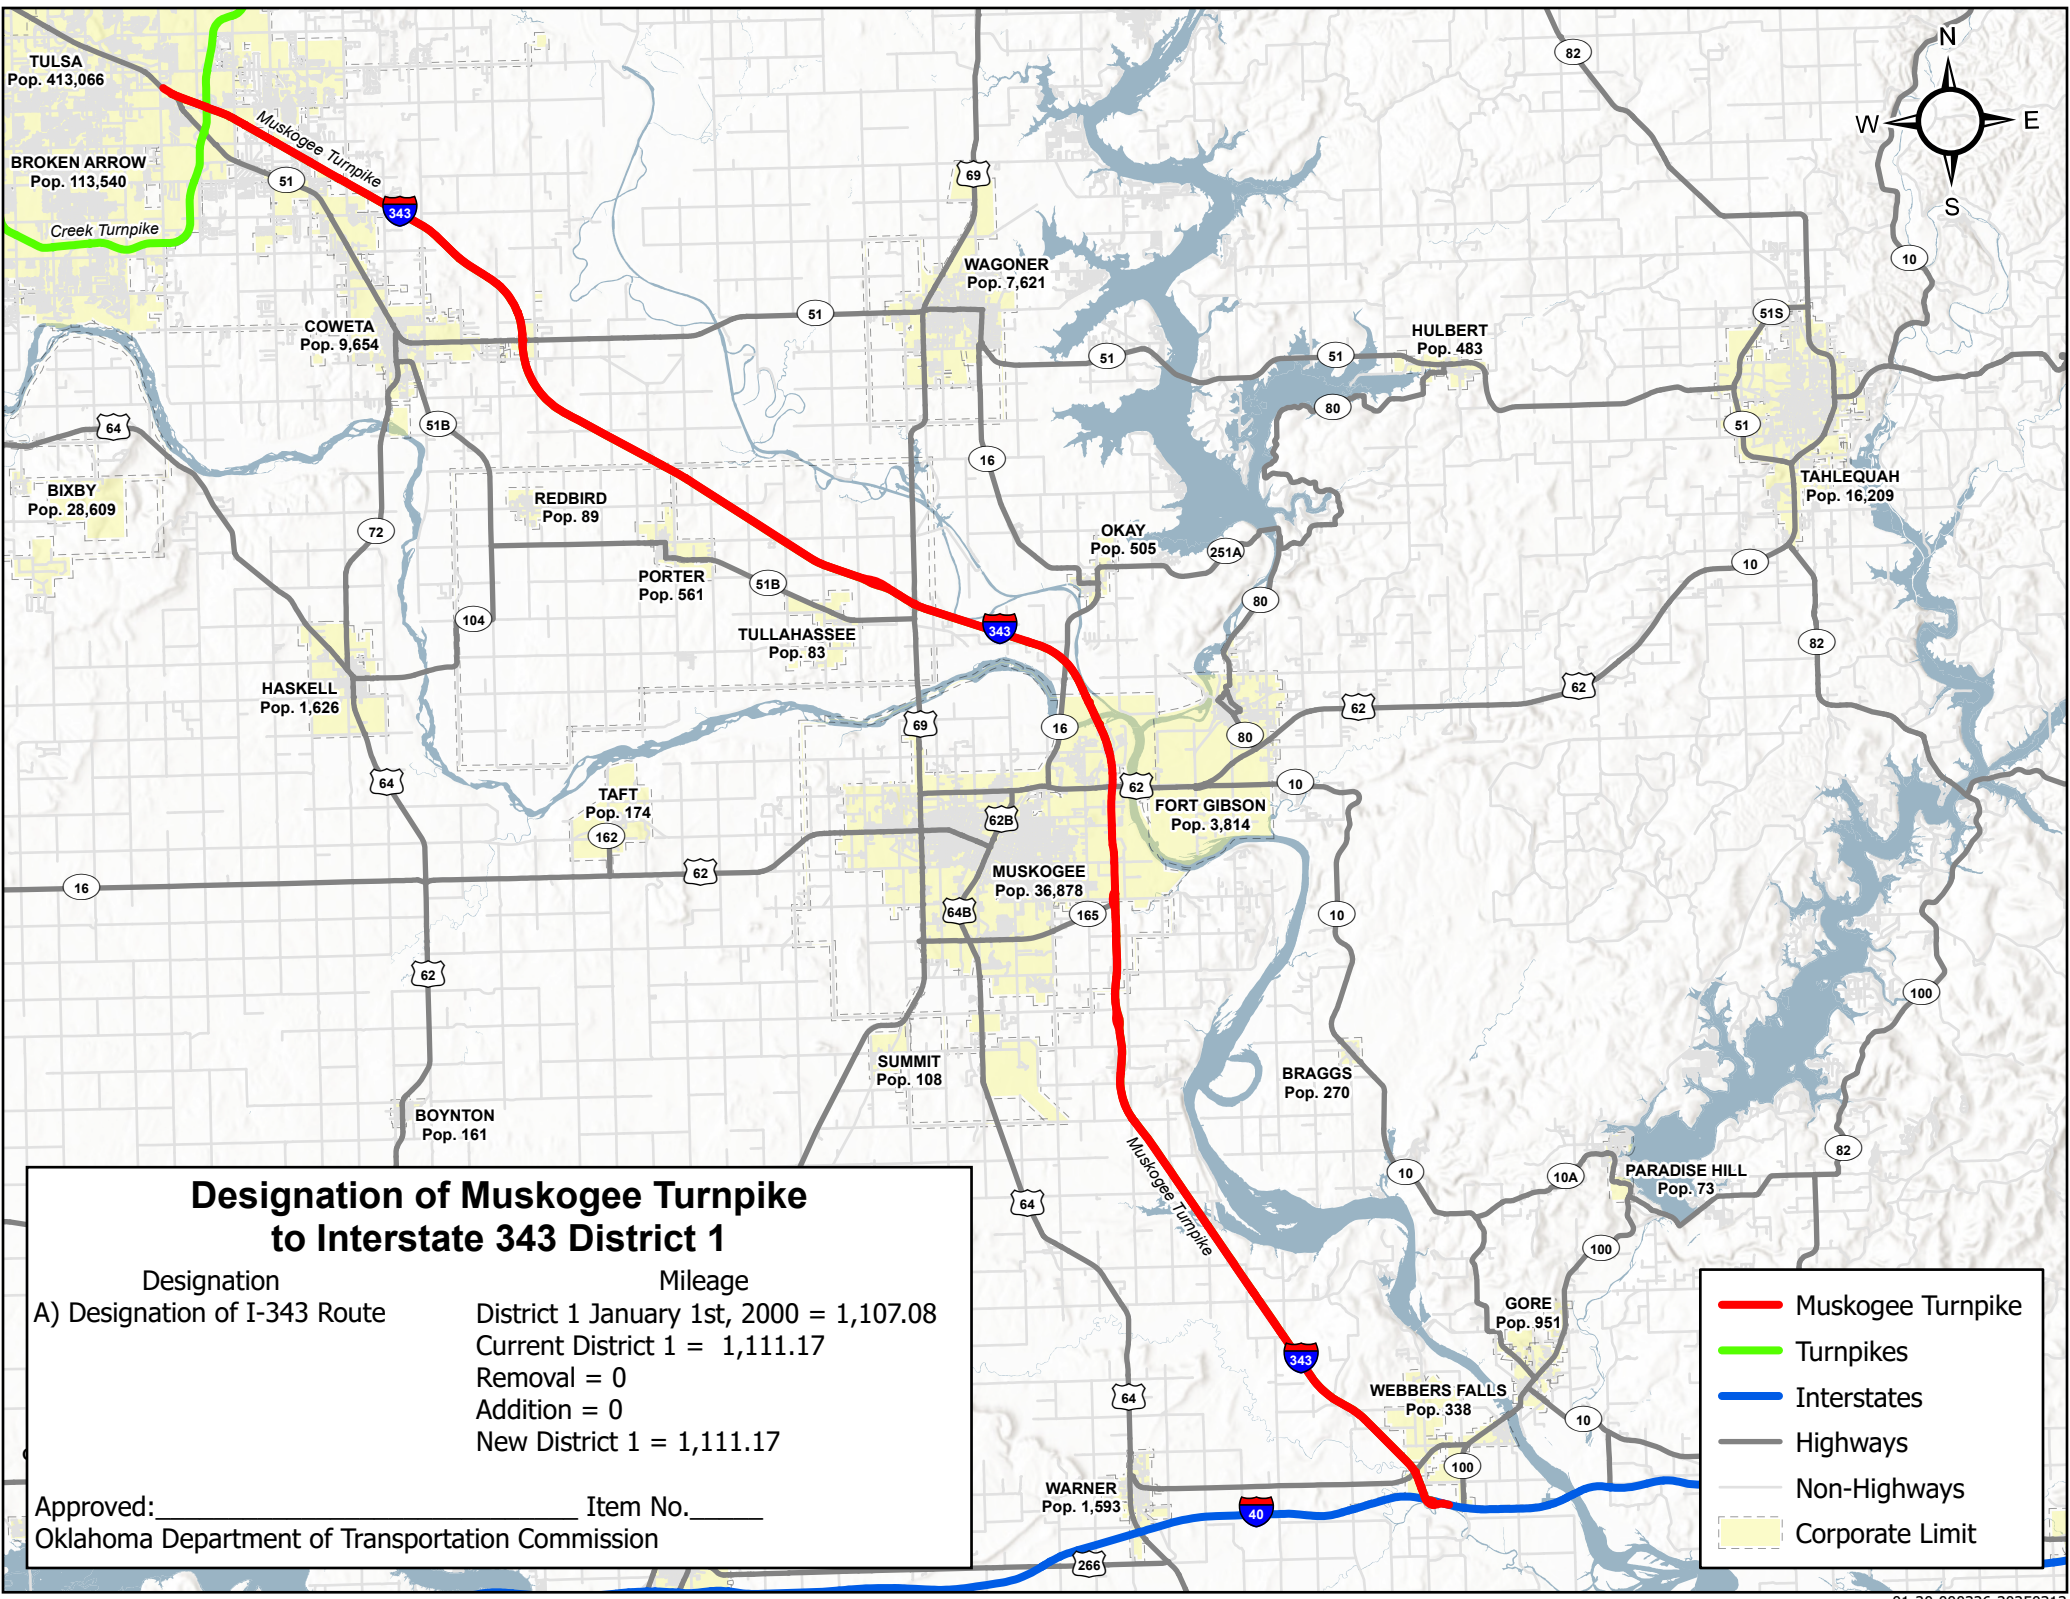 TULSA
Pop. 413,066
BROKEN ARROW
Pop. 113,540
Creek Turnpike
Muskogee Turnpike
51
343
69
82
N
W
E
S
10
WAGONER
Pop. 7,621
COWETA
Pop. 9,654
51
51
51
HULBERT
Pop. 483
51S
80
51
64
51B
16
BIXBY
Pop. 28,609
REDBIRD
Pop. 89
72
TAHLEQUAH
Pop. 16,209
OKAY
Pop. 505
251A
10
PORTER
Pop. 561
51B
80
104
343
TULLAHASSEE
Pop. 83
82
HASKELL
Pop. 1,626
62
62
69
16
80
64
62
10
TAFT
Pop. 174
162
62B
FORT GIBSON
Pop. 3,814
16
62
MUSKOGEE
Pop. 36,878
64B
165
10
62
100
SUMMIT
Pop. 108
BRAGGS
Pop. 270
BOYNTON
Pop. 161
Muskogee Turnpike
82
10
10A
PARADISE HILL
Pop. 73
64
100
GORE
Pop. 951
343
WEBBERS FALLS
Pop. 338
64
10
100
WARNER
Pop. 1,593
40
266
Designation of Muskogee Turnpike
to Interstate 343 District 1
Designation
A) Designation of I-343 Route
Mileage
District 1 January 1st, 2000 = 1,107.08
Current District 1 = 1,111.17
Removal = 0
Addition = 0
New District 1 = 1,111.17
Approved:_____________________________ Item No._____
Oklahoma Department of Transportation Commission
Muskogee Turnpike
Turnpikes
Interstates
Highways
Non-Highways
Corporate Limit